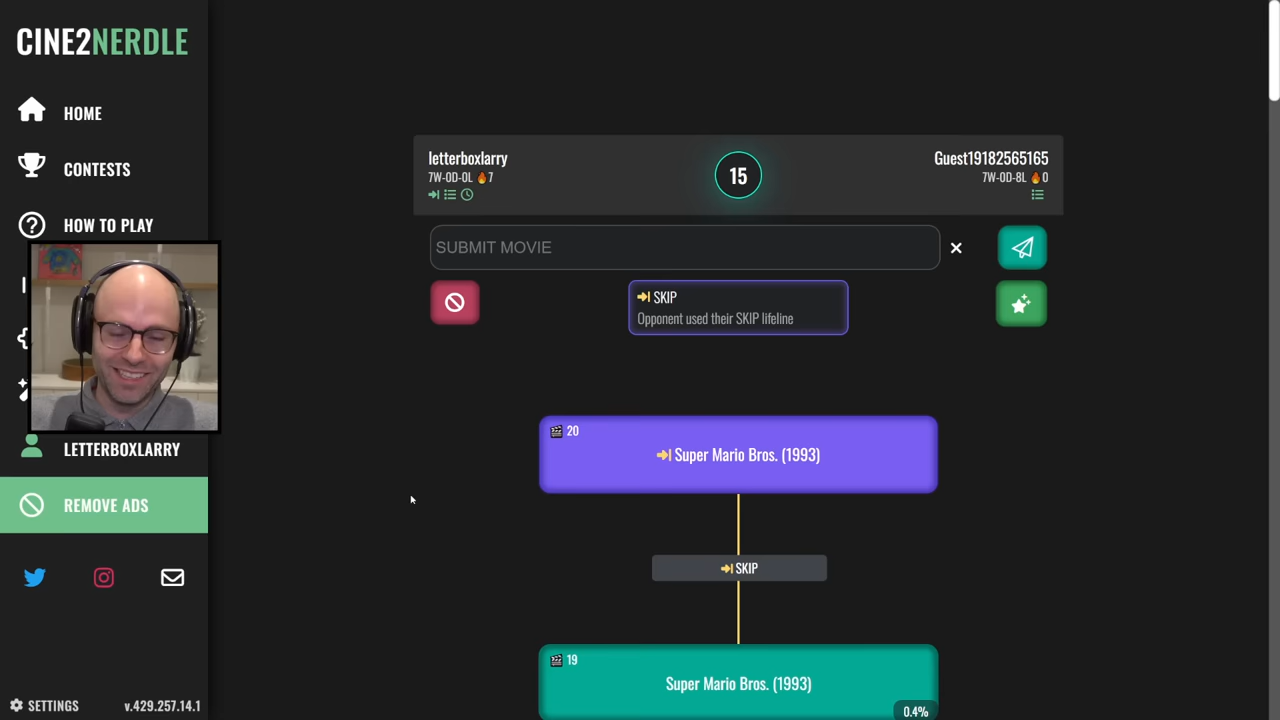 CINE2NERDLE
HOME
CONTESTS
HOW TO PLAY
LETTERBOXLARRY
REMOVE ADS
SETTINGS
v.429.257.14.1
letterboxlarry
7W-0D-0L 🔥7
15
Guest19182565165
7W-0D-8L 🔥0
SUBMIT MOVIE
SKIP
Opponent used their SKIP lifeline
20
Super Mario Bros. (1993)
SKIP
19
Super Mario Bros. (1993)
0.4%